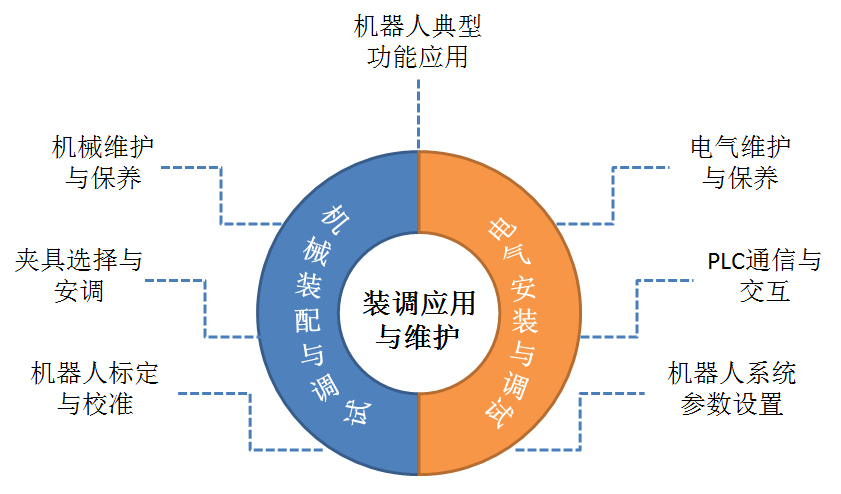 机器人典型
功能应用
机械维护
与保养
电气维护
与保养
夹具选择与
安调
机械装配与调试
装调应用
与维护
电气安装与调试
PLC通信与
交互
机器人标定
与校准
机器人系统
参数设置